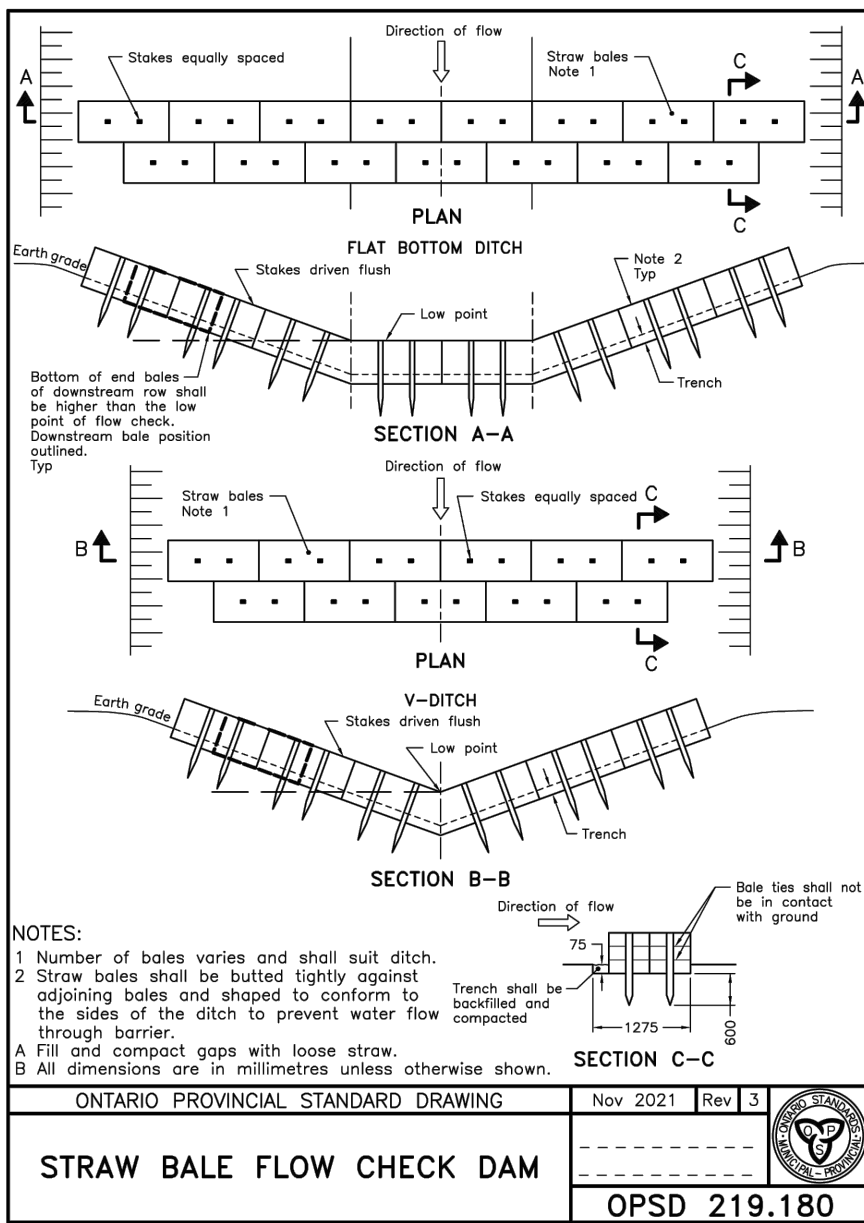 Direction of flow
Stakes equally spaced
Straw bales
Note 1
C
A
A
C
PLAN
FLAT BOTTOM DITCH
Earth grade
Stakes driven flush
Note 2
Typ
Low point
Bottom of end bales
of downstream row shall
be higher than the low
point of flow check.
Downstream bale position
outlined.
Typ
Trench
SECTION A-A
Direction of flow
Straw bales
Note 1
Stakes equally spaced
C
B
B
C
PLAN
V-DITCH
Earth grade
Stakes driven flush
Low point
Trench
SECTION B-B
Bale ties shall not
be in contact
with ground
Direction of flow
75
Trench shall be
backfilled and
compacted
1275
600
SECTION C-C
NOTES:
1 Number of bales varies and shall suit ditch.
2 Straw bales shall be butted tightly against
adjoining bales and shaped to conform to
the sides of the ditch to prevent water flow
through barrier.
A Fill and compact gaps with loose straw.
B All dimensions are in millimetres unless otherwise shown.
ONTARIO PROVINCIAL STANDARD DRAWING
Nov 2021
Rev 3
STRAW BALE FLOW CHECK DAM
OPSD 219.180
ONTARIO STANDARDS
MUNICIPAL - PROVINCIAL
O P
S